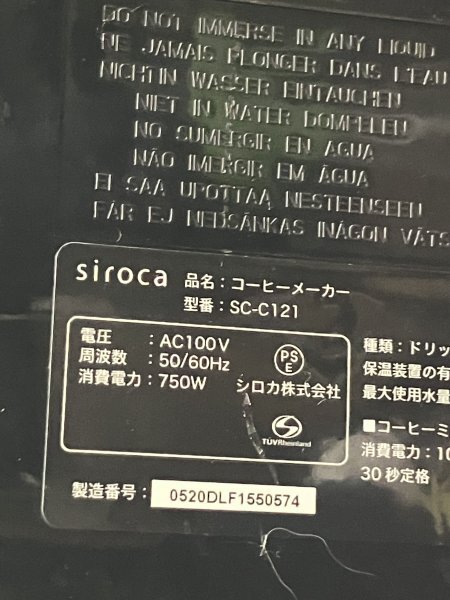 DO NOT IMMERSE IN ANY LIQUID
NE JAMAIS PLONGER DANS L'EAU
NICHT IN WASSER EINTAUCHEN
NIET IN WATER DOMPELEN
NO SUMERGIR EN AGUA
NÃO IMERGIR EM ÁGUA
EI SAA UPOTTAA NESTEENSEEN
FÅR EJ NEDSÄNKAS INÅGON VÄTS
siroca 品名：コーヒーメーカー
型番：SC-C121
電圧 : AC100V
周波数 : 50/60Hz
消費電力 : 750W
PS
E
シロカ株式会社
TÜVRheinland
種類：ドリッ
保温装置の有
最大使用水量
■コーヒーミ
消費電力：10
30秒定格
製造番号： 0520DLF1550574